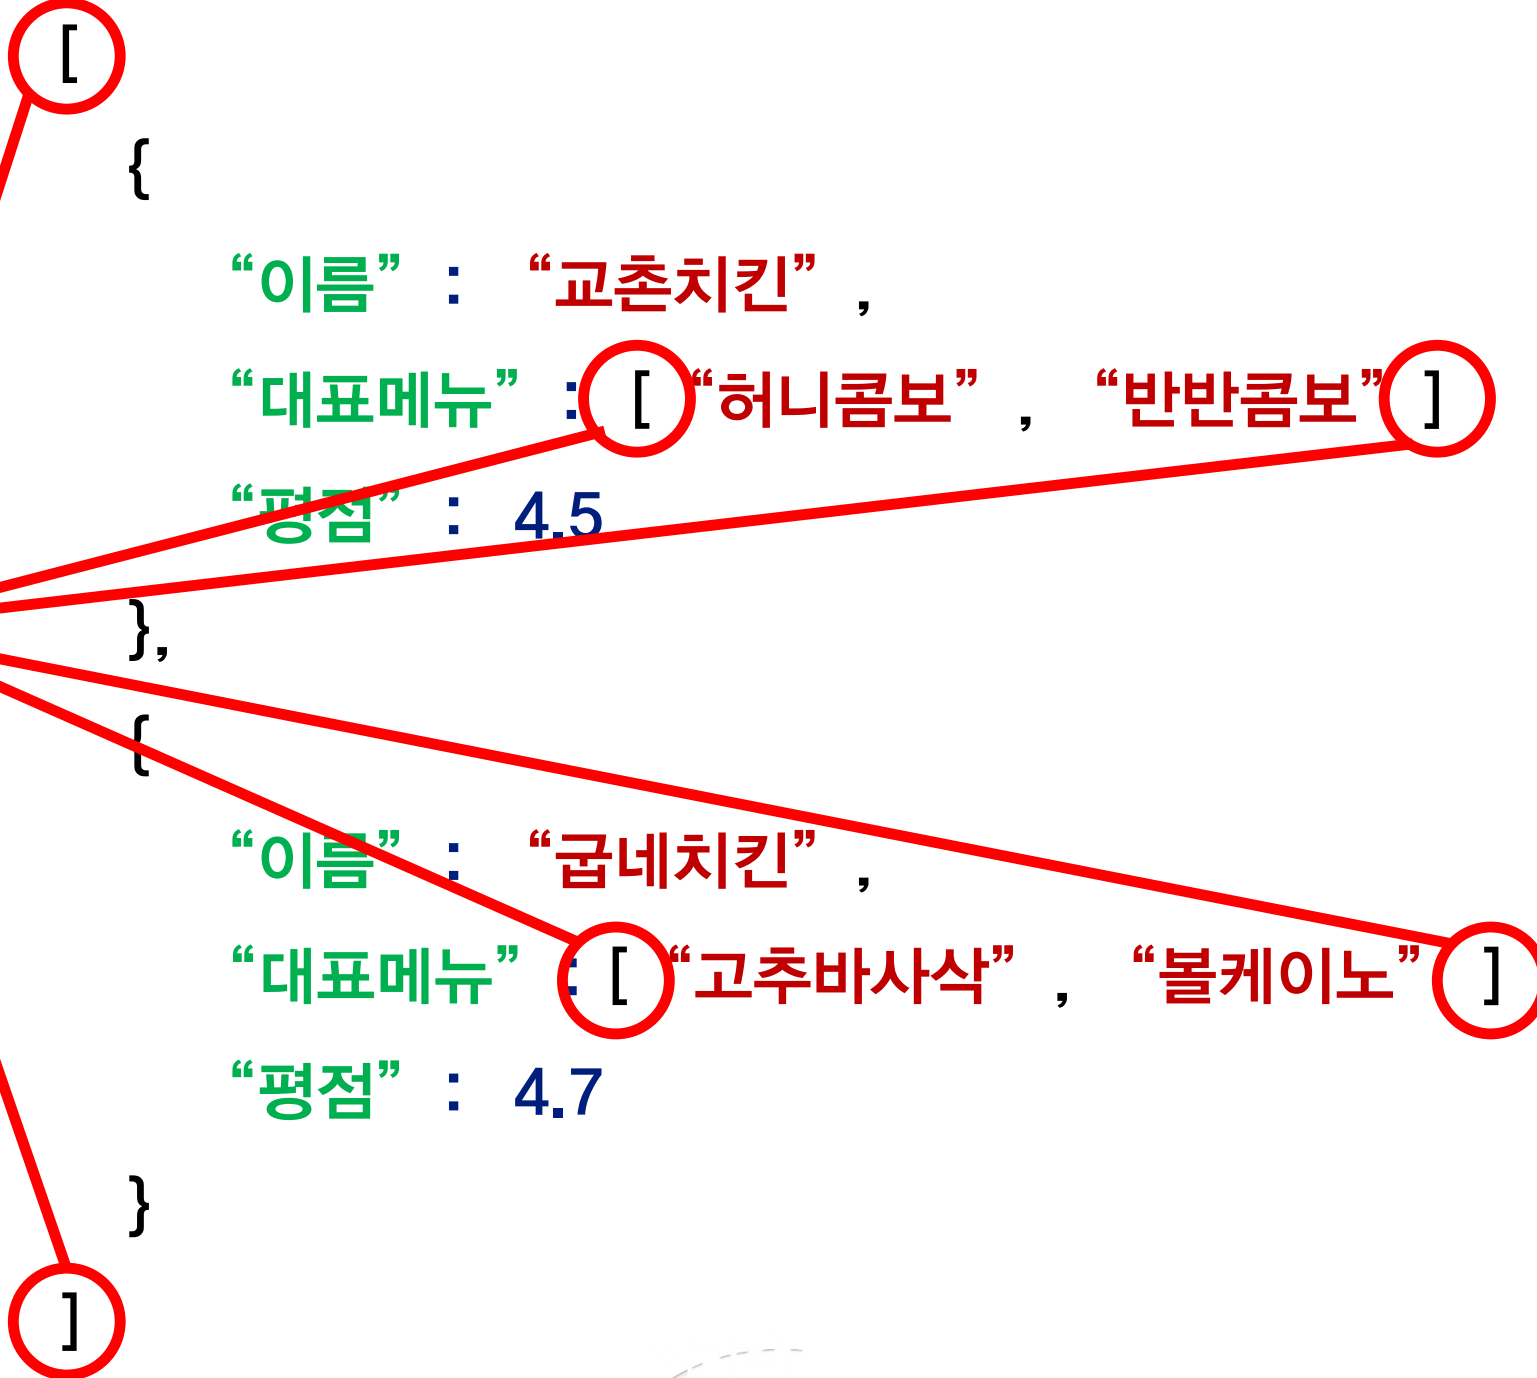 [
{
“이름” : “교촌치킨” ,
“대표메뉴” : [ “허니콤보” , “반반콤보” ]
“평점” : 4.5
},
{
“이름” : “굽네치킨” ,
“대표메뉴” : [ “고추바사삭” , “볼케이노” ]
“평점” : 4.7
}
]